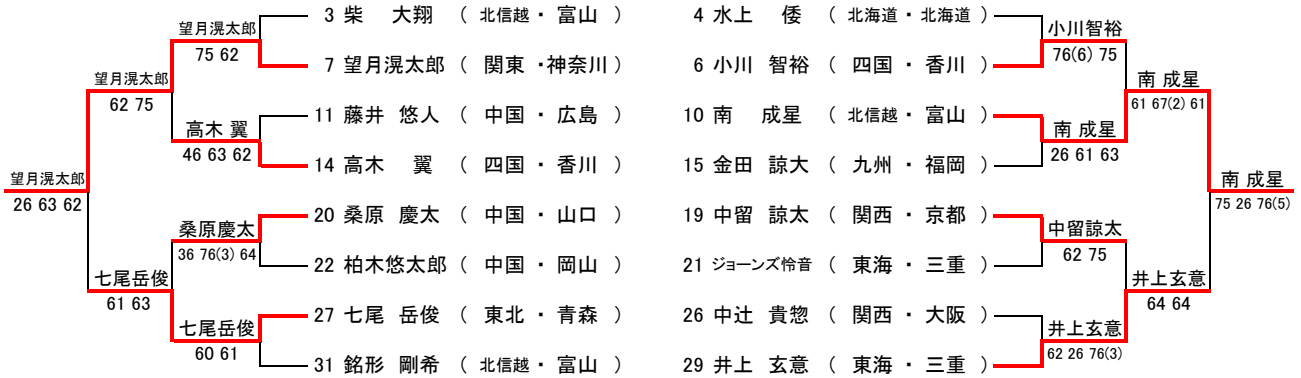 3 柴 大翔 ( 北信越 ・ 富山 )
7 望月滉太郎 ( 関東 ・神奈川 )
11 藤井 悠人 ( 中国 ・ 広島 )
14 高木 翼 ( 四国 ・ 香川 )
20 桑原 慶太 ( 中国 ・ 山口 )
22 柏木悠太郎 ( 中国 ・ 岡山 )
27 七尾 岳俊 ( 東北 ・ 青森 )
31 銘形 剛希 ( 北信越 ・ 富山 )
望月滉太郎
75 62
高木 翼
46 63 62
桑原慶太
36 76(3) 64
七尾岳俊
60 61
望月滉太郎
62 75
七尾岳俊
61 63
望月滉太郎
26 63 62
4 水上 倭 ( 北海道 ・ 北海道 )
6 小川 智裕 ( 四国 ・ 香川 )
10 南 成星 ( 北信越 ・ 富山 )
15 金田 諒大 ( 九州 ・ 福岡 )
19 中留 諒太 ( 関西 ・ 京都 )
21 ジョーンズ怜音 ( 東海 ・ 三重 )
26 中辻 貴惣 ( 関西 ・ 大阪 )
29 井上 玄意 ( 東海 ・ 三重 )
小川智裕
76(6) 75
南 成星
26 61 63
中留諒太
62 75
井上玄意
62 26 76(3)
南 成星
61 67(2) 61
井上玄意
64 64
南 成星
75 26 76(5)